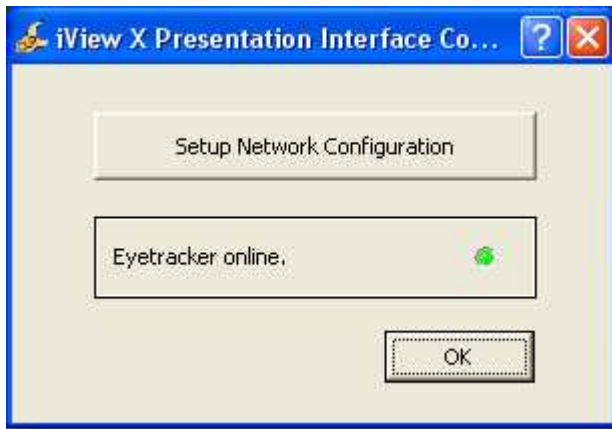 iView X Presentation Interface Co...
Setup Network Configuration
Eyetracker online.
OK